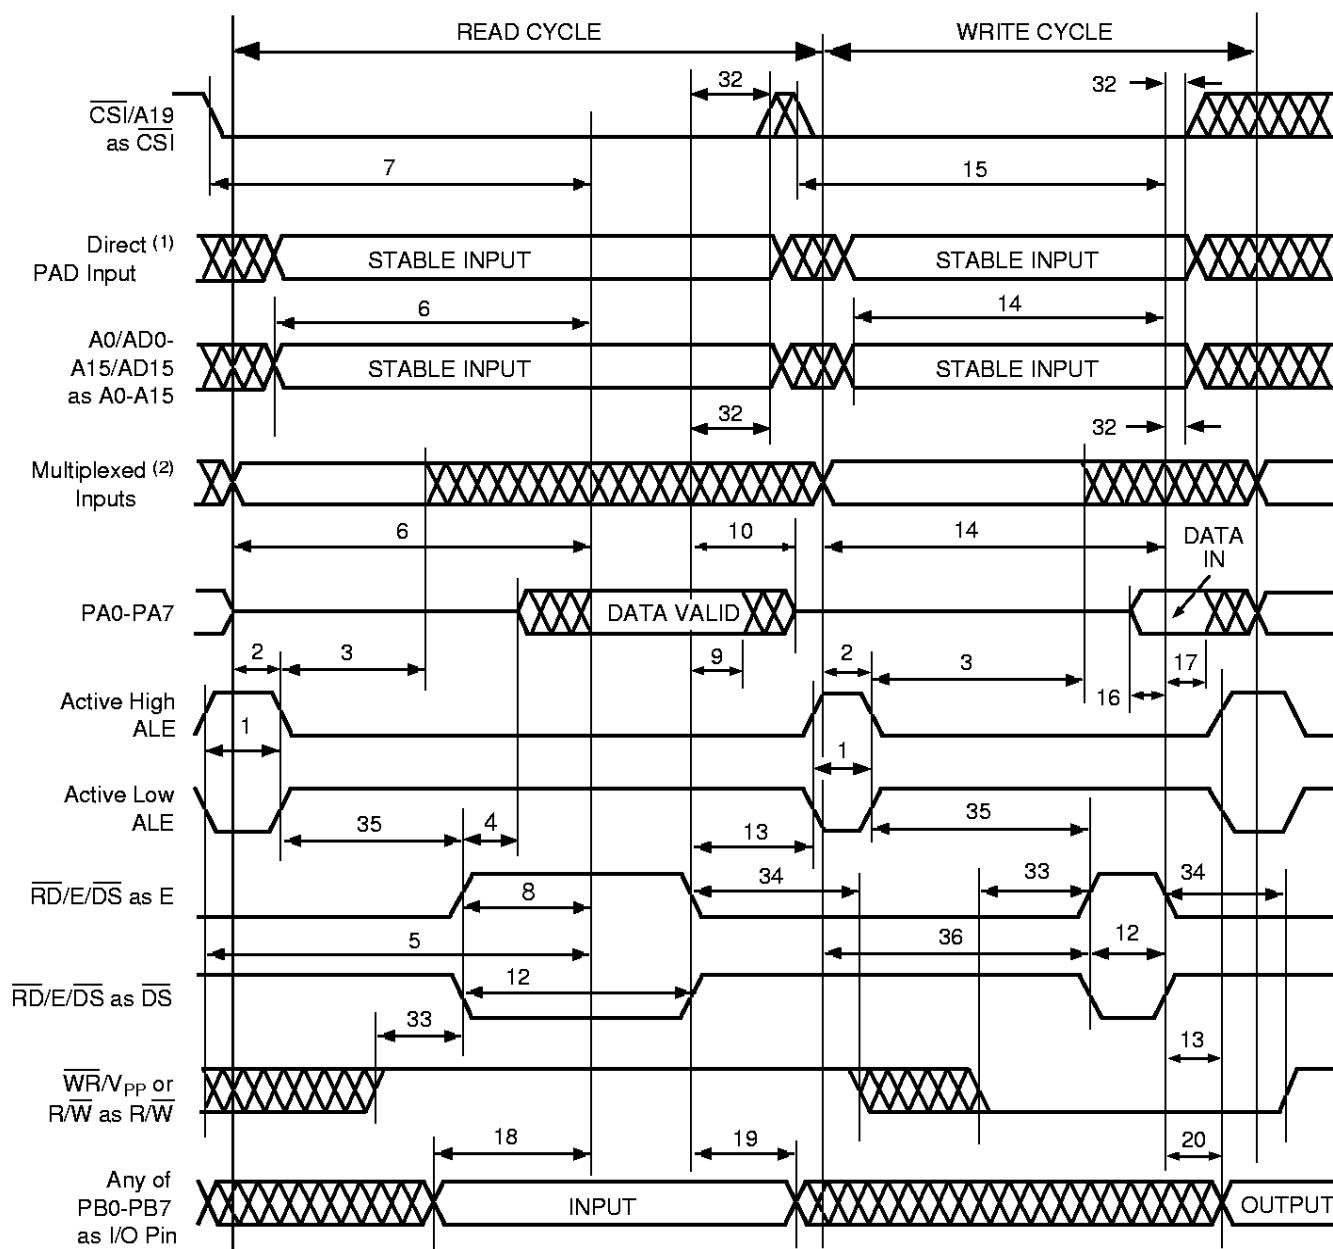 READ CYCLE
WRITE CYCLE
32
32
CSI/A19
as CSI
7
15
Direct (1)
PAD Input
STABLE INPUT
STABLE INPUT
6
14
A0/AD0-
A15/AD15
as A0-A15
STABLE INPUT
STABLE INPUT
32
32
Multiplexed (2)
Inputs
6
10
14
DATA
IN
PA0-PA7
DATA VALID
2
3
9
2
3
17
16
Active High
ALE
1
1
Active Low
ALE
35
4
13
35
RD/E/DS as E
8
34
33
34
5
36
12
RD/E/DS as DS
12
33
13
WR/VPP or
R/W as R/W
18
19
20
Any of
PB0-PB7
as I/O Pin
INPUT
OUTPUT